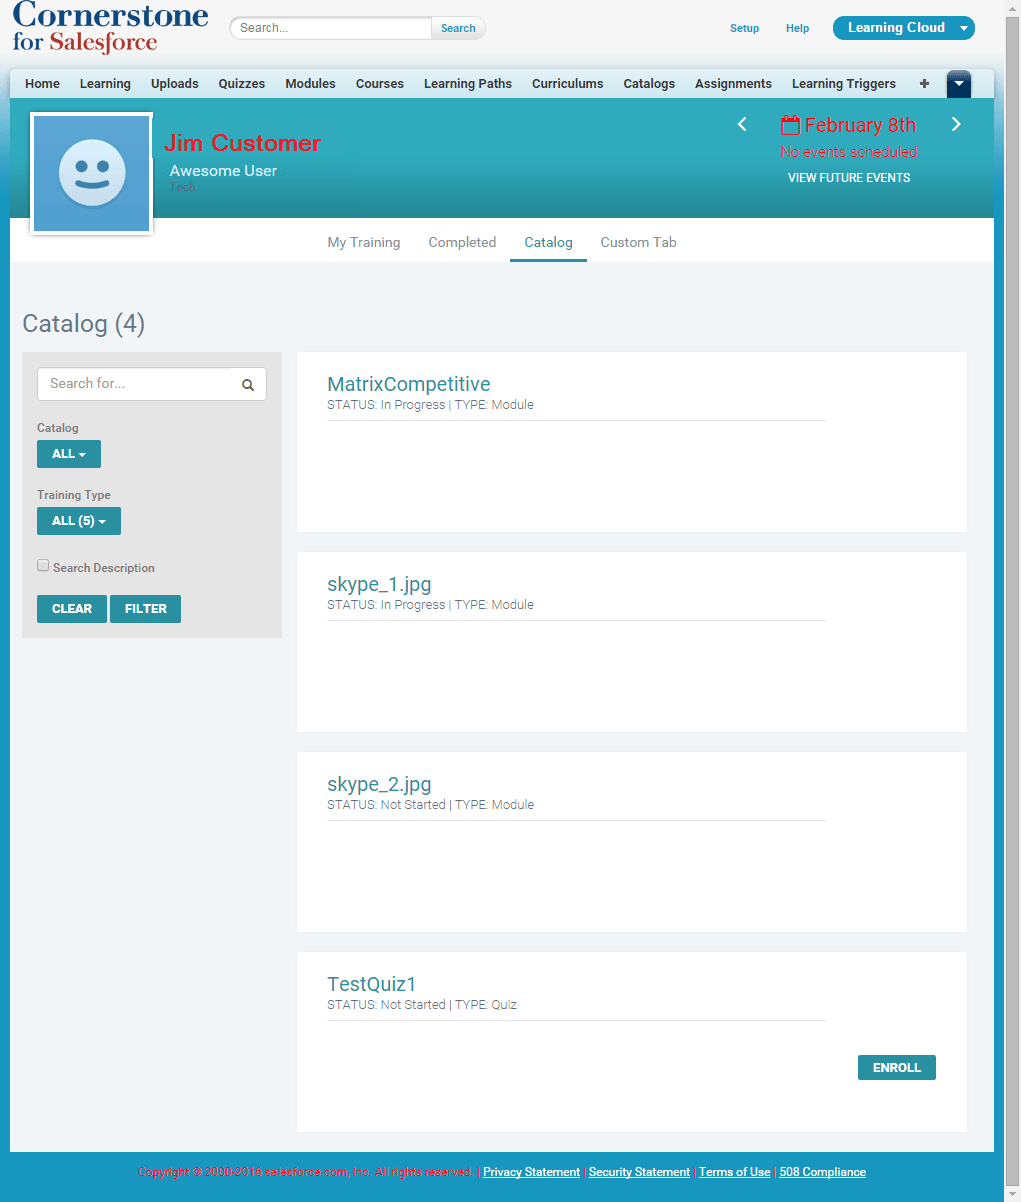 Cornerstone
for Salesforce
Search...
Search
Setup
Help
Learning Cloud
Home Learning Uploads Quizzes Modules Courses Learning Paths Curriculums Catalogs Assignments Learning Triggers +
Jim Customer
Awesome User
Tech
February 8th
No events scheduled
VIEW FUTURE EVENTS
My Training Completed Catalog Custom Tab
Catalog (4)
Search for...
Catalog
ALL
Training Type
ALL (5)
Search Description
CLEAR FILTER
MatrixCompetitive
STATUS: In Progress | TYPE: Module
skype_1.jpg
STATUS: In Progress | TYPE: Module
skype_2.jpg
STATUS: Not Started | TYPE: Module
TestQuiz1
STATUS: Not Started | TYPE: Quiz
ENROLL
Copyright © 2000-2016 salesforce.com, inc. All rights reserved. | Privacy Statement | Security Statement | Terms of Use | 508 Compliance